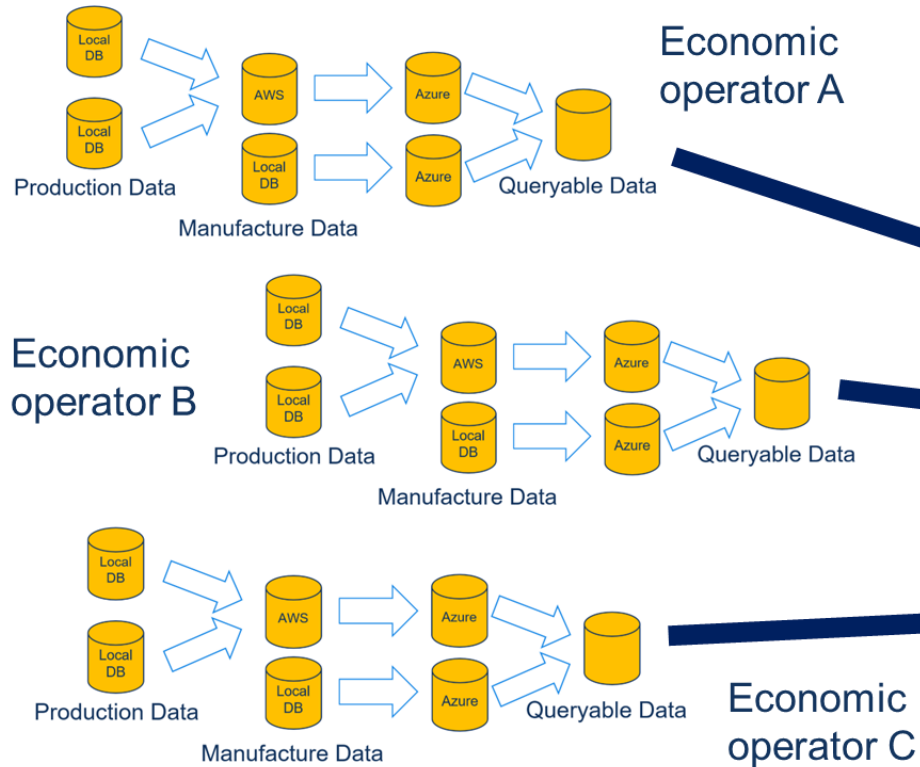 Economic
operator A
Local
DB
Local
DB
AWS
Azure
Local
DB
Azure
Production Data
Queryable Data
Manufacture Data
Economic
operator B
Local
DB
Local
DB
AWS
Azure
Local
DB
Azure
Production Data
Queryable Data
Manufacture Data
Local
DB
Local
DB
AWS
Azure
Local
DB
Azure
Production Data
Queryable Data
Manufacture Data
Economic
operator C